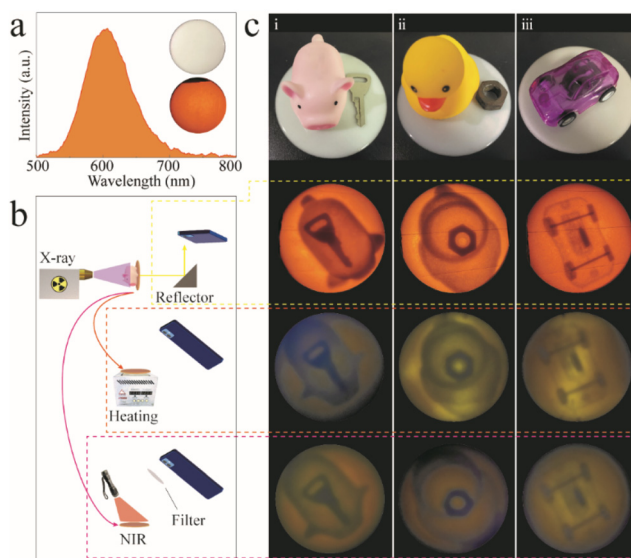 a
Intensity (a.u.)
500 600 700 800
Wavelength (nm)
b
X-ray
Reflector
Heating
NIR
Filter
c
i ii iii